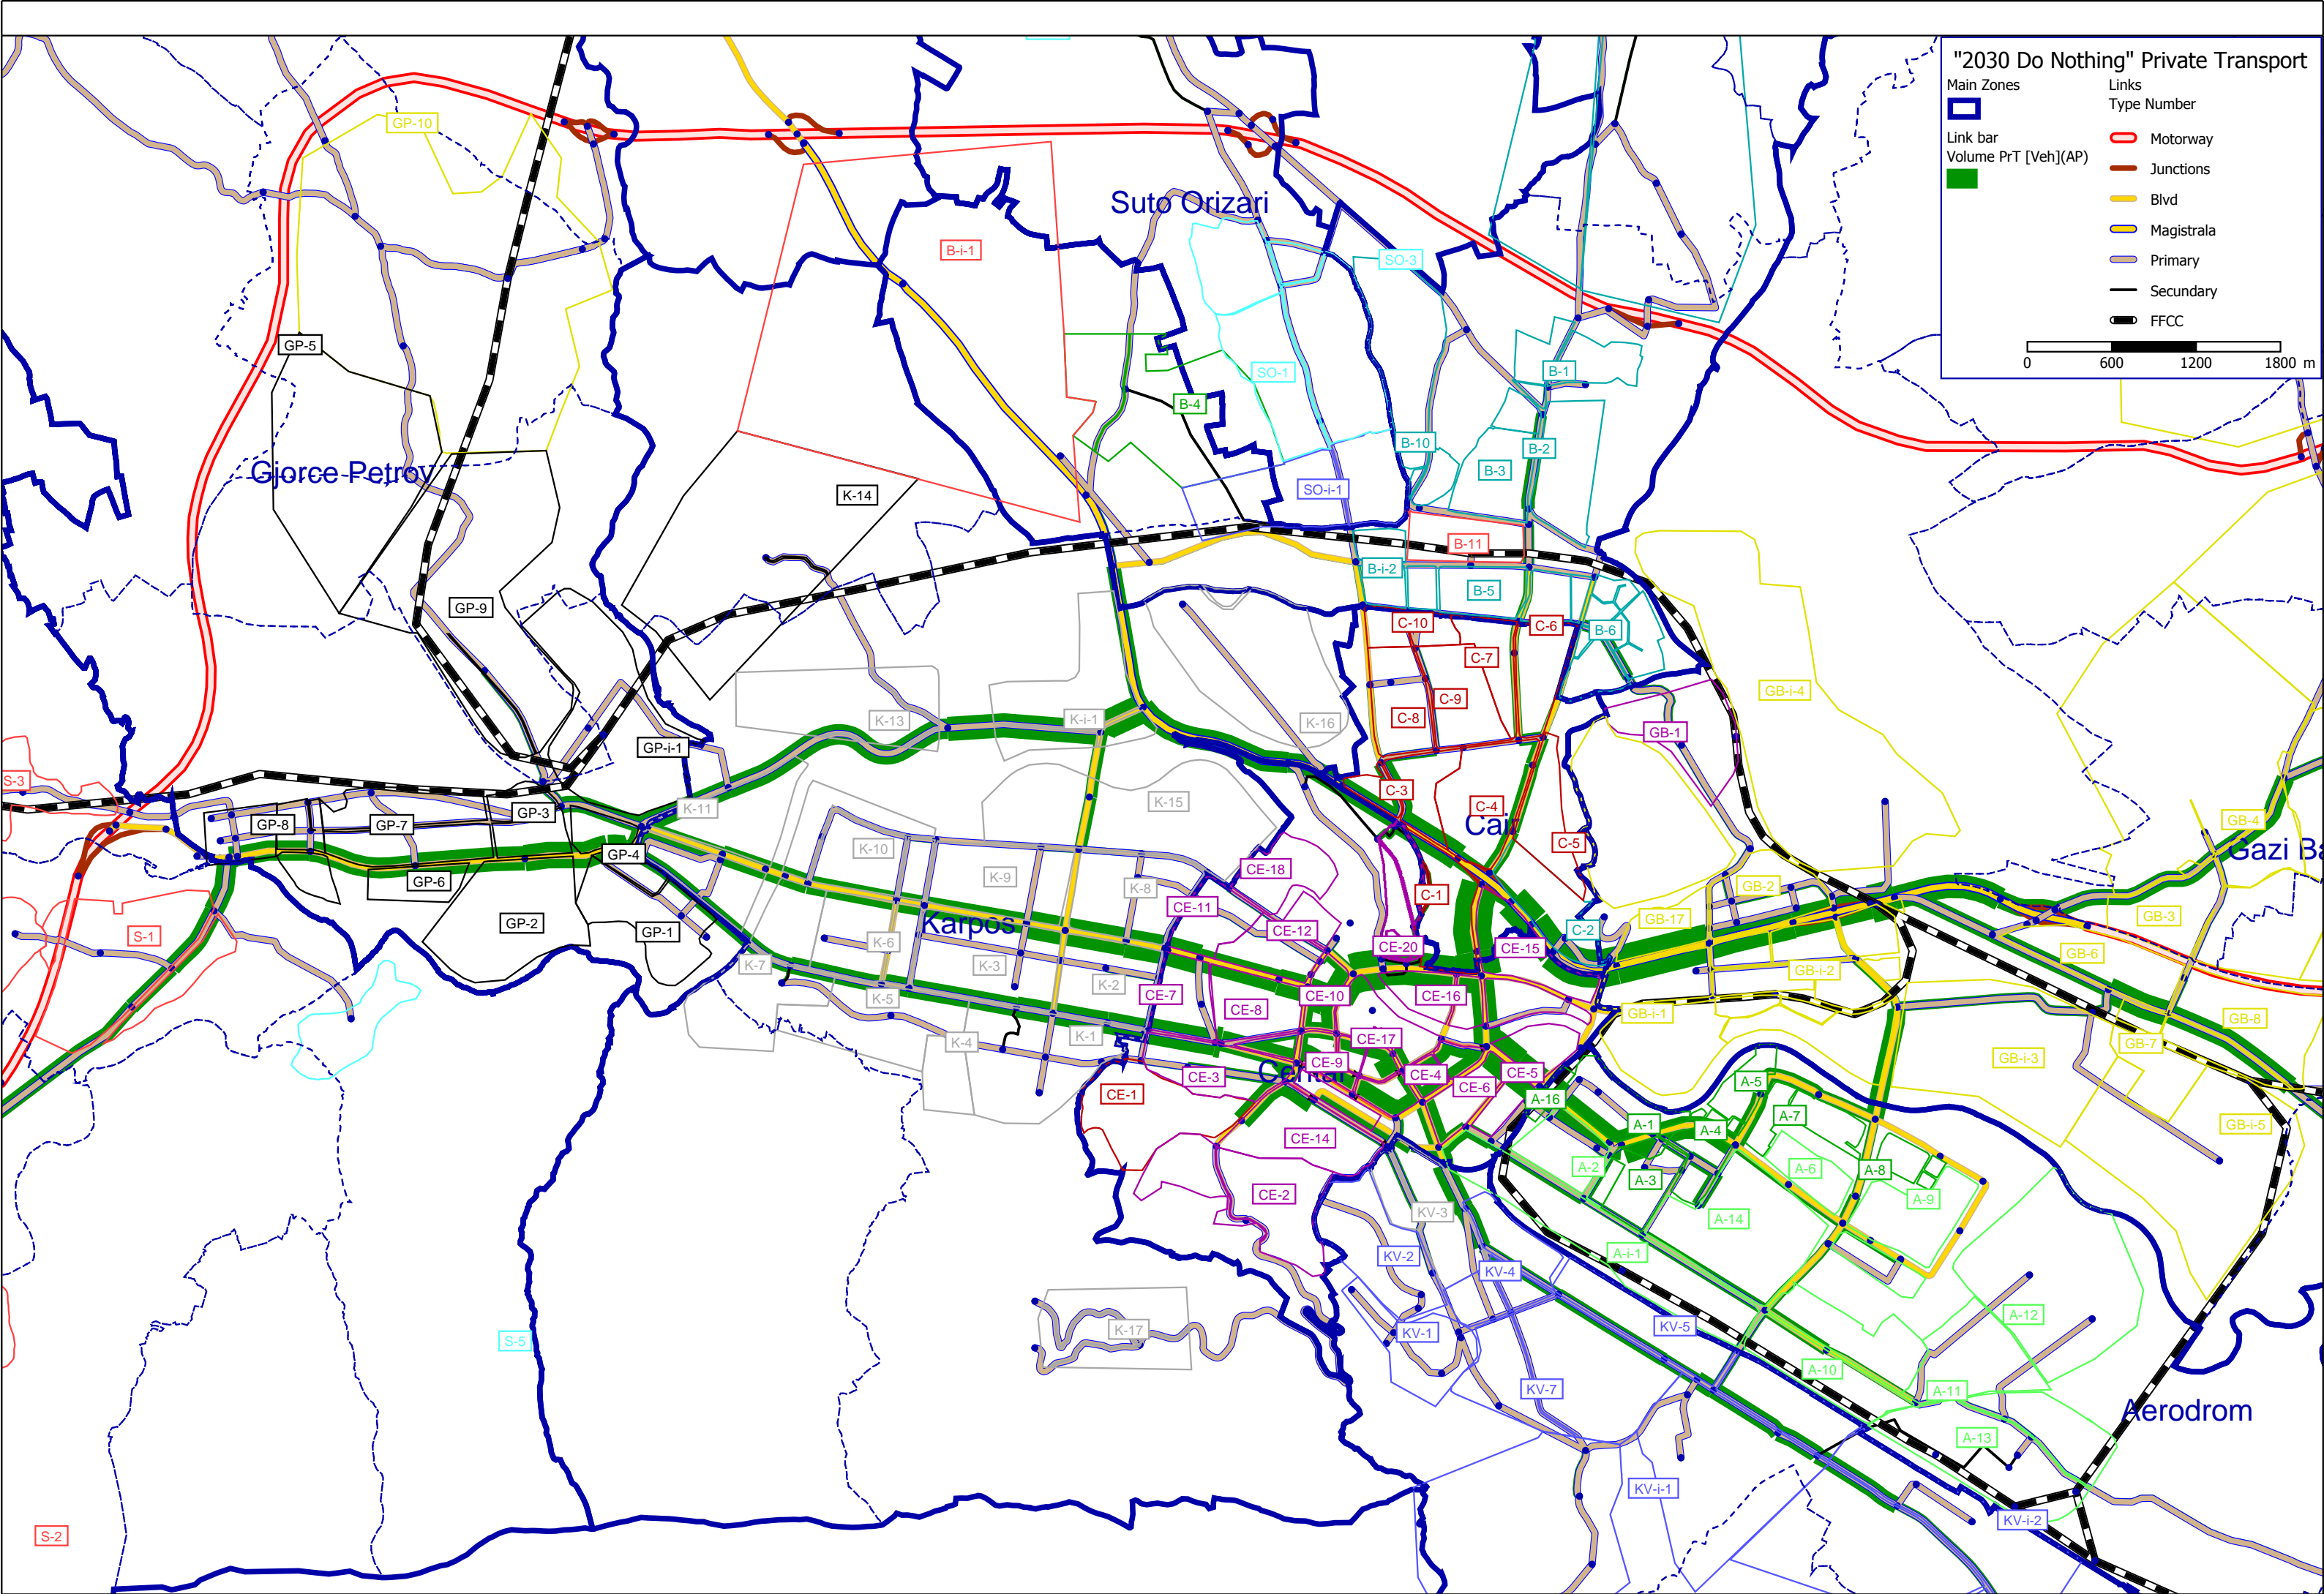 "2030 Do Nothing" Private Transport
Main Zones
Link bar
Volume PrT [Veh](AP)
Links
Type Number
Motorway
Junctions
Blvd
Magistrala
Primary
Secundary
FFCC
0 600 1200 1800 m
GP-10
Suto Orizari
B-i-1
SO-3
GP-5
SO-1
B-1
B-4
B-10
B-2
Gjorce Petrov
B-3
K-14
SO-i-1
B-11
B-i-2
B-5
GP-9
C-10
C-6
B-6
C-7
GB-i-4
C-9
C-8
K-13
K-i-1
K-16
GB-1
GP-i-1
S-3
C-3
K-11
K-15
C-4
GP-3
GP-8
GP-7
Cair
GB-4
C-5
K-10
GP-4
Gazi Ba
CE-18
K-9
GP-6
K-8
GB-2
C-1
CE-11
GB-3
GB-17
GP-2
Karpos
CE-12
C-2
GP-1
S-1
K-6
CE-20
CE-15
GB-6
K-7
K-3
GB-i-2
K-2
K-5
CE-7
CE-10
CE-16
CE-8
GB-i-1
GB-8
K-1
CE-17
K-4
GB-7
GB-i-3
CE-9
Centar
CE-3
CE-4
CE-5
CE-6
A-5
CE-1
A-16
A-7
A-1
A-4
GB-i-5
CE-14
A-2
A-6
A-8
A-3
CE-2
A-9
KV-3
A-14
KV-2
A-i-1
KV-4
A-12
K-17
KV-1
KV-5
S-5
A-10
KV-7
A-11
Aerodrom
A-13
KV-i-1
KV-i-2
S-2